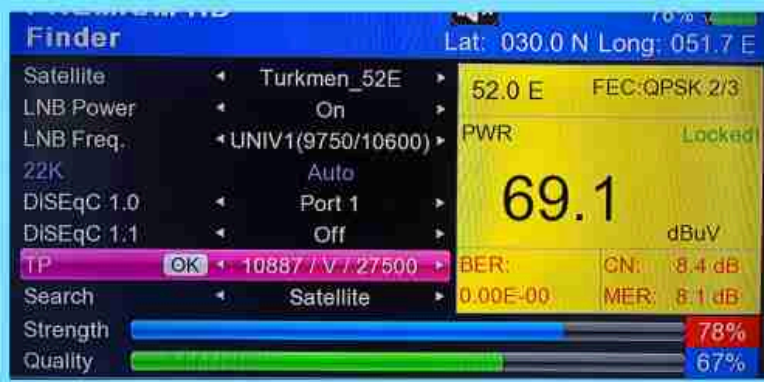 Finder
Lat: 030.0 N Long: 051.7 E
Satellite Turkmen_52E
LNB Power On
LNB Freq. UNIV1(9750/10600)
22K Auto
DiSEqC 1.0 Port 1
DiSEqC 1.1 Off
TP OK 10887 / V / 27500
Search Satellite
52.0 E FEC:QPSK 2/3
PWR Locked!
69.1
dBuV
BER: CN: 8.4 dB
0.00E-00 MER: 8.1 dB
Strength 78%
Quality 67%